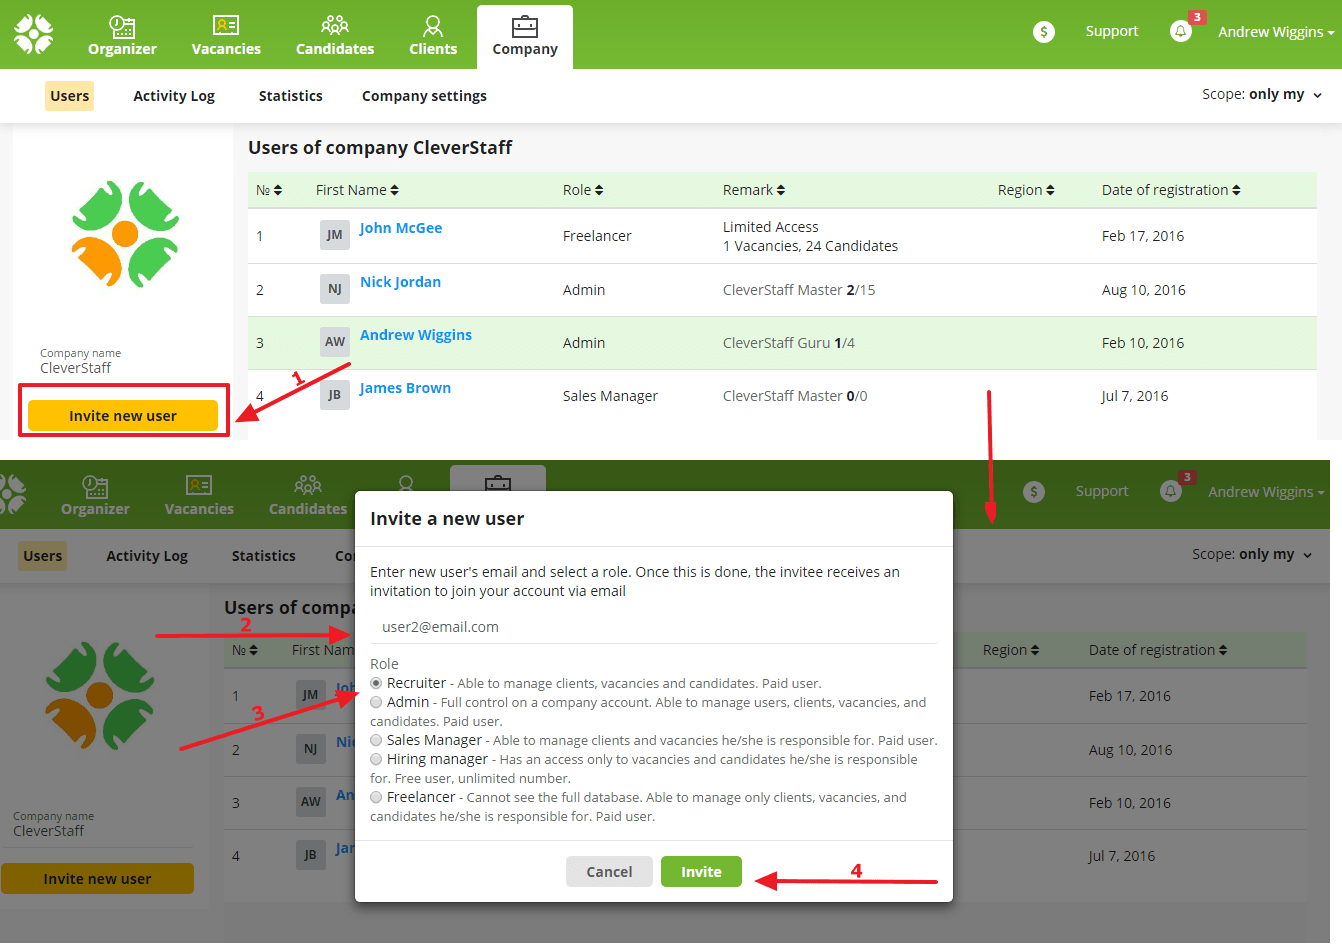 Organizer
Vacancies
Candidates
Clients
Company
$
Support
3
Andrew Wiggins
Users
Activity Log
Statistics
Company settings
Scope: only my
Users of company CleverStaff
№
First Name
Role
Remark
Region
Date of registration
1
JM
John McGee
Freelancer
Limited Access
1 Vacancies, 24 Candidates
Feb 17, 2016
2
NJ
Nick Jordan
Admin
CleverStaff Master 2/15
Aug 10, 2016
3
AW
Andrew Wiggins
Admin
CleverStaff Guru 1/4
Feb 10, 2016
4
JB
James Brown
Sales Manager
CleverStaff Master 0/0
Jul 7, 2016
Company name
CleverStaff
Invite new user
1
Organizer
Vacancies
Candidates
$
Support
3
Andrew Wiggins
Users
Activity Log
Statistics
Co
Scope: only my
Users of compa
№
First Nam
Region
Date of registration
1
JM
Joh
Feb 17, 2016
2
NJ
Nic
Aug 10, 2016
3
AW
An
Feb 10, 2016
4
JB
Jar
Jul 7, 2016
Company name
CleverStaff
Invite new user
Invite a new user
Enter new user's email and select a role. Once this is done, the invitee receives an
invitation to join your account via email
2
user2@email.com
Role
3
Recruiter - Able to manage clients, vacancies and candidates. Paid user.
Admin - Full control on a company account. Able to manage users, clients, vacancies, and
candidates. Paid user.
Sales Manager - Able to manage clients and vacancies he/she is responsible for. Paid user.
Hiring manager - Has an access only to vacancies and candidates he/she is responsible
for. Free user, unlimited number.
Freelancer - Cannot see the full database. Able to manage only clients, vacancies, and
candidates he/she is responsible for. Paid user.
Cancel
Invite
4